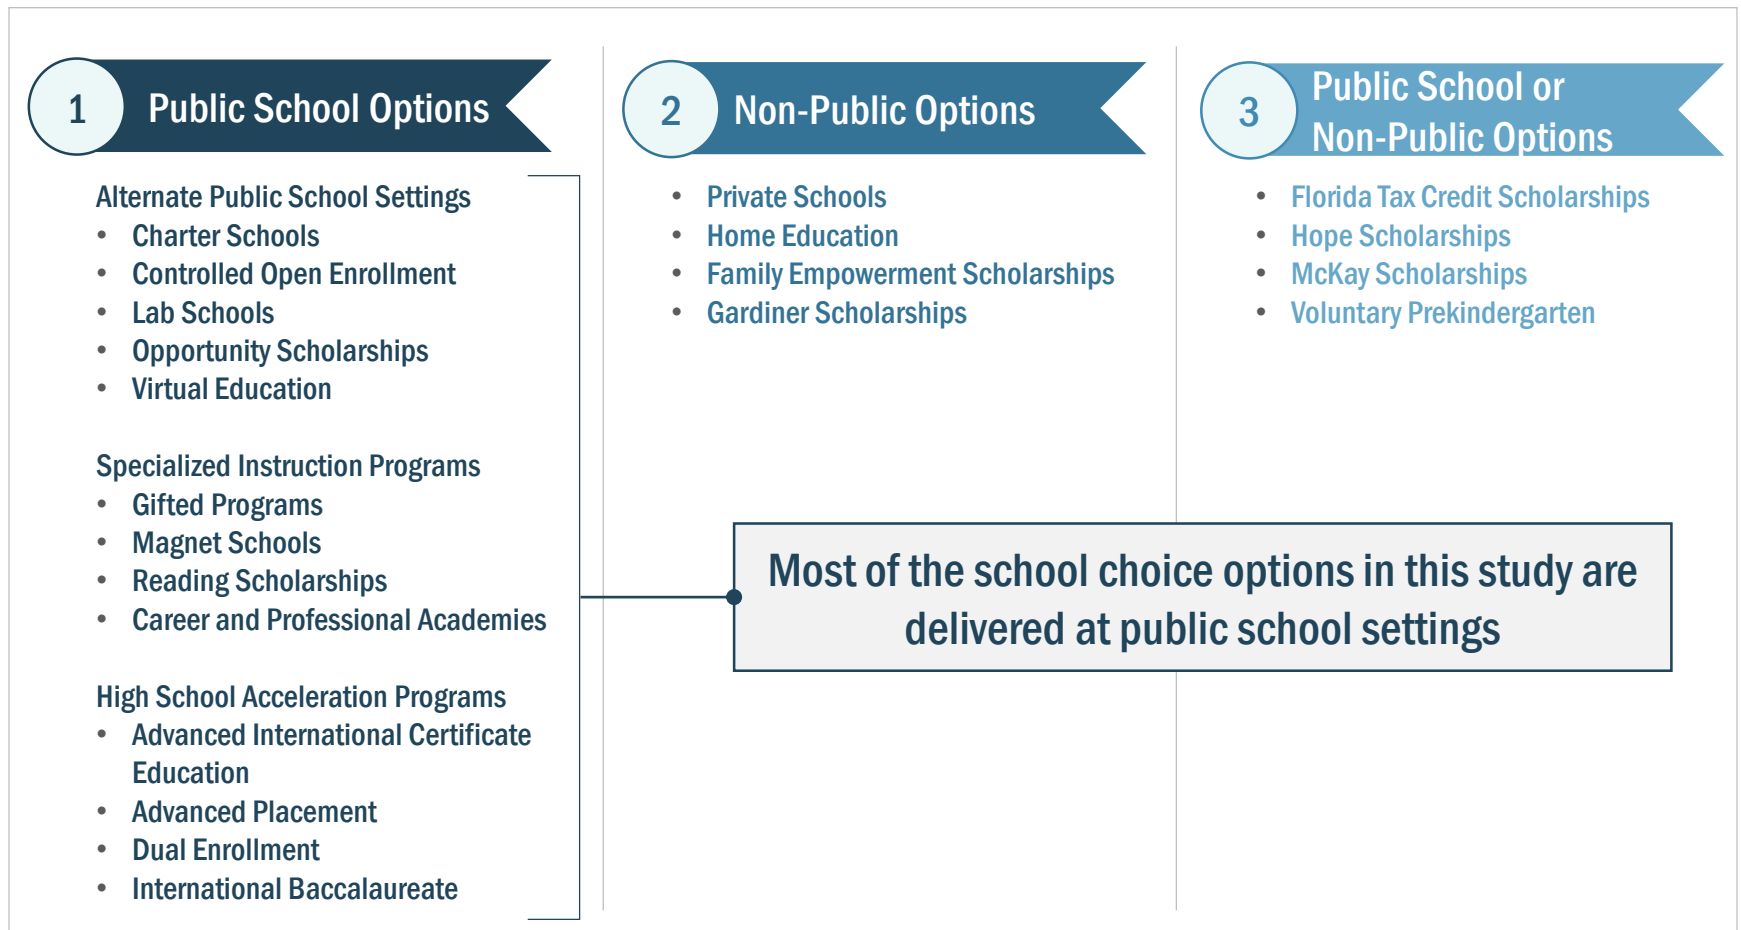 1
Public School Options
Alternate Public School Settings
• Charter Schools
• Controlled Open Enrollment
• Lab Schools
• Opportunity Scholarships
• Virtual Education
Specialized Instruction Programs
• Gifted Programs
• Magnet Schools
• Reading Scholarships
• Career and Professional Academies
High School Acceleration Programs
• Advanced International Certificate
Education
• Advanced Placement
• Dual Enrollment
• International Baccalaureate
2
Non-Public Options
• Private Schools
• Home Education
• Family Empowerment Scholarships
• Gardiner Scholarships
3
Public School or
Non-Public Options
• Florida Tax Credit Scholarships
• Hope Scholarships
• McKay Scholarships
• Voluntary Prekindergarten
Most of the school choice options in this study are
delivered at public school settings